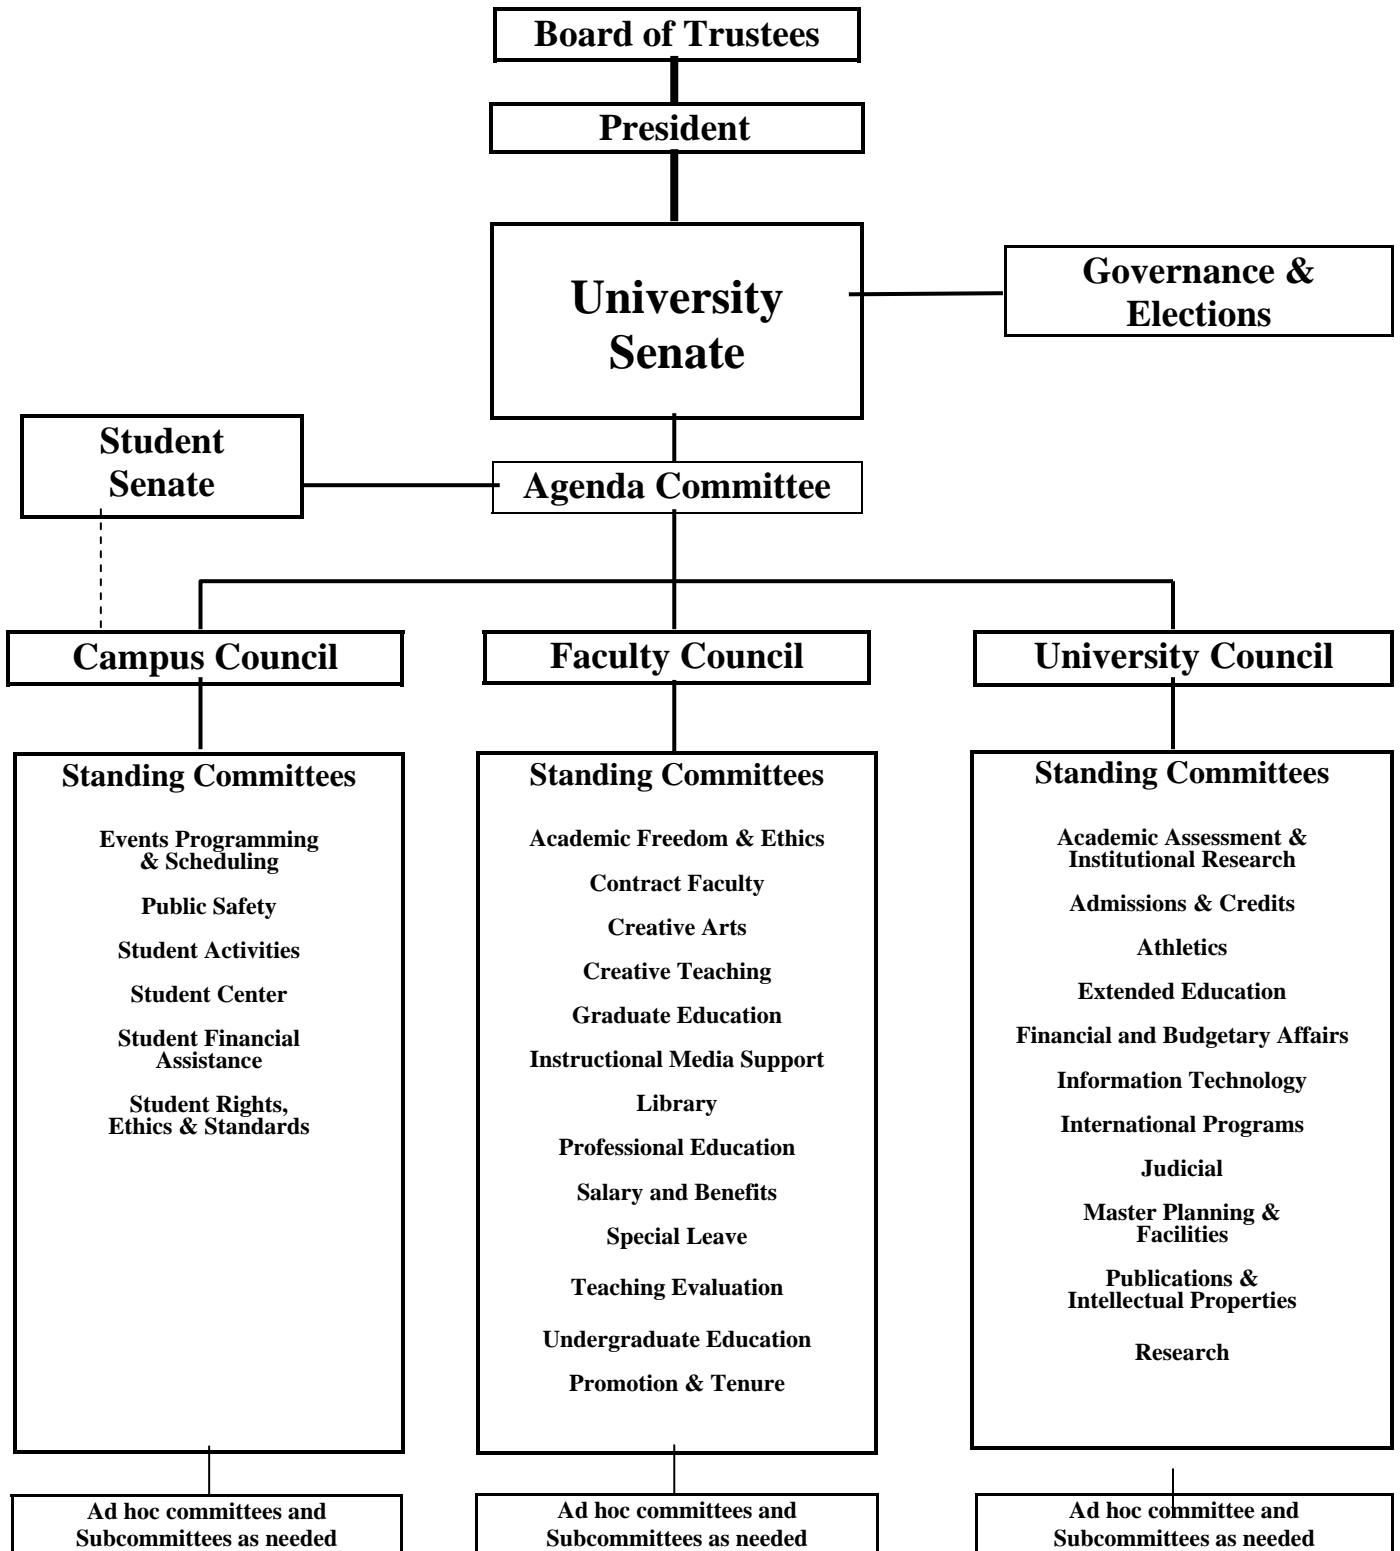 Board of Trustees
President
University
Senate
Governance &
Elections
Student
Senate
Agenda Committee
Campus Council
Faculty Council
University Council
Standing Committees
Events Programming
& Scheduling
Public Safety
Student Activities
Student Center
Student Financial
Assistance
Student Rights,
Ethics & Standards
Standing Committees
Academic Freedom & Ethics
Contract Faculty
Creative Arts
Creative Teaching
Graduate Education
Instructional Media Support
Library
Professional Education
Salary and Benefits
Special Leave
Teaching Evaluation
Undergraduate Education
Promotion & Tenure
Standing Committees
Academic Assessment &
Institutional Research
Admissions & Credits
Athletics
Extended Education
Financial and Budgetary Affairs
Information Technology
International Programs
Judicial
Master Planning &
Facilities
Publications &
Intellectual Properties
Research
Ad hoc committees and
Subcommittees as needed
Ad hoc committees and
Subcommittees as needed
Ad hoc committee and
Subcommittees as needed